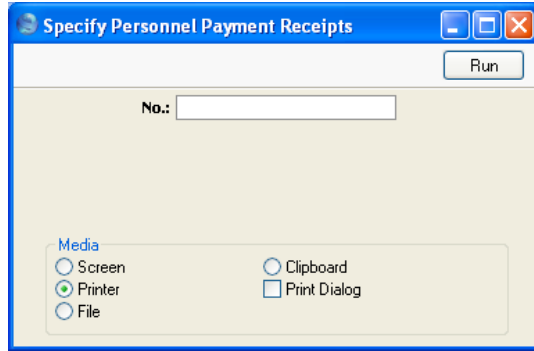 Specify Personnel Payment Receipts
Run
No.:
Media
Screen
Clipboard
Printer
Print Dialog
File